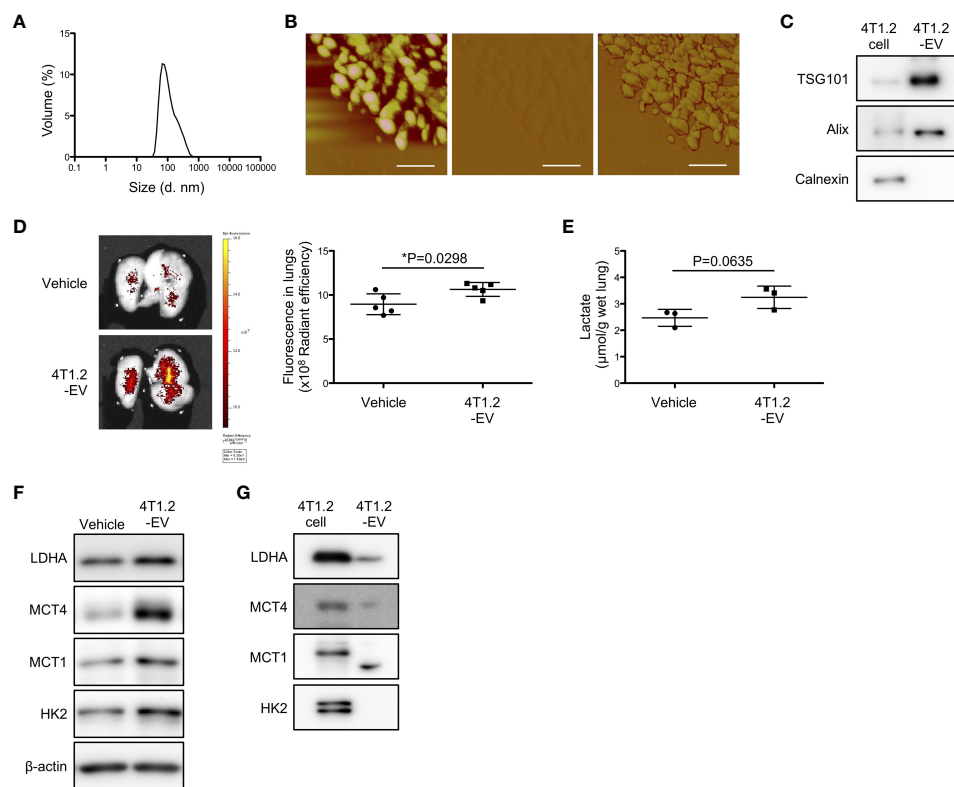 A
15
10
5
0
Volume (%)
0.1 1 10 100 1000 10000 100000
Size (d. nm)
B
C
4T1.2
cell
4T1.2
-EV
TSG101
Alix
Calnexin
D
Vehicle
4T1.2
-EV
Fluorescence in lungs
(x10⁸ Radiant efficiency)
15
10
5
0
*P=0.0298
Vehicle
4T1.2
-EV
E
Lactate
(μmol/g wet lung)
5
4
3
2
1
0
P=0.0635
Vehicle
4T1.2
-EV
F
Vehicle
4T1.2
-EV
LDHA
MCT4
MCT1
HK2
β-actin
G
4T1.2
cell
4T1.2
-EV
LDHA
MCT4
MCT1
HK2